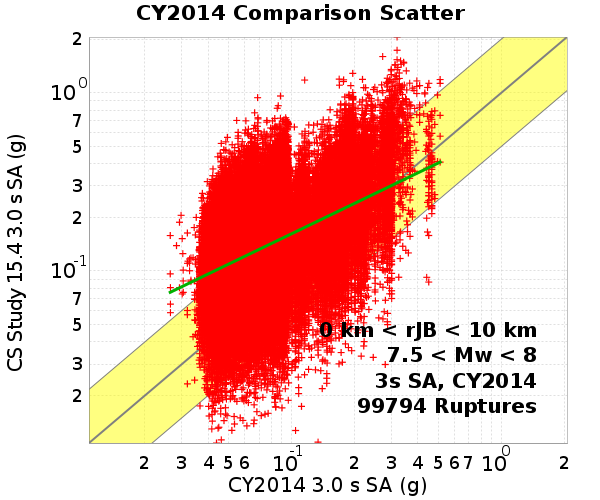 CY2014 Comparison Scatter
2
10^0
7
5
3
2
10^-1
7
5
3
2
CS Study 15.4 3.0 s SA (g)
0 km < rJB < 10 km
7.5 < Mw < 8
3s SA, CY2014
99794 Ruptures
2 3 4 5 6 10^-1 2 3 4 5 6 7 10^0 2
CY2014 3.0 s SA (g)